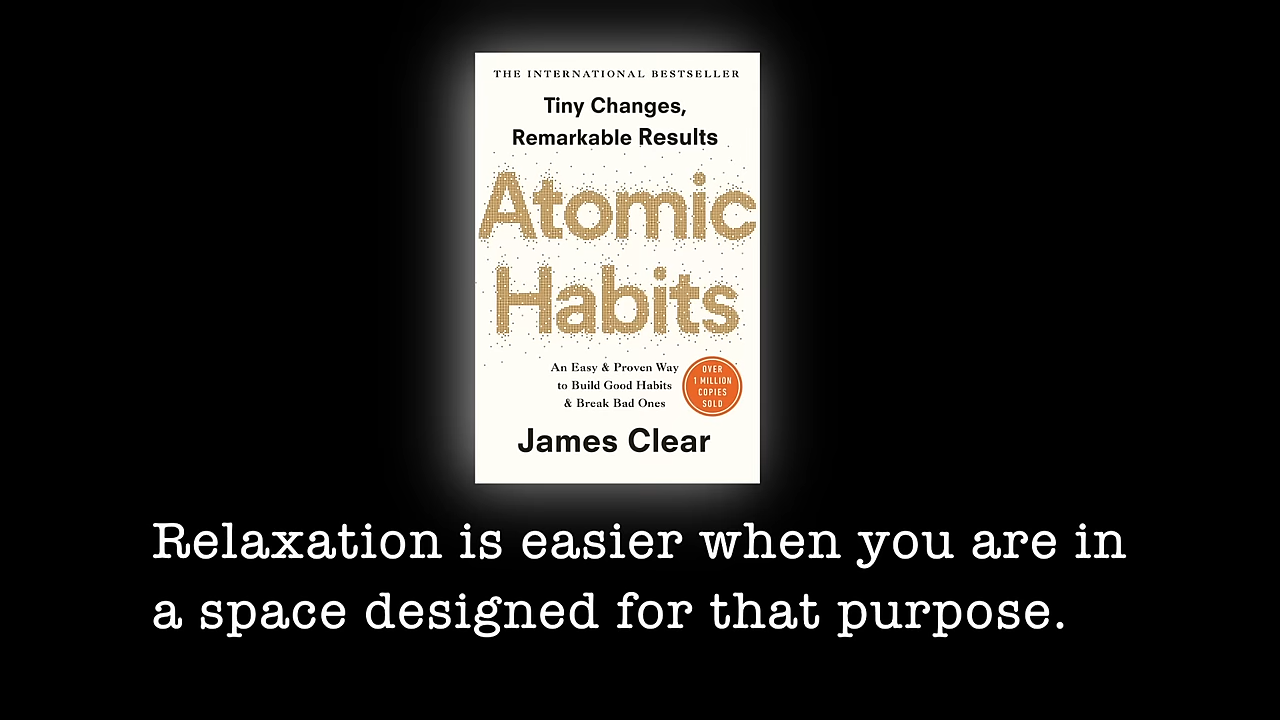 THE INTERNATIONAL BESTSELLER
Tiny Changes,
Remarkable Results
Atomic
Habits
An Easy & Proven Way
to Build Good Habits
& Break Bad Ones
OVER
1 MILLION
COPIES
SOLD
James Clear
Relaxation is easier when you are in
a space designed for that purpose.